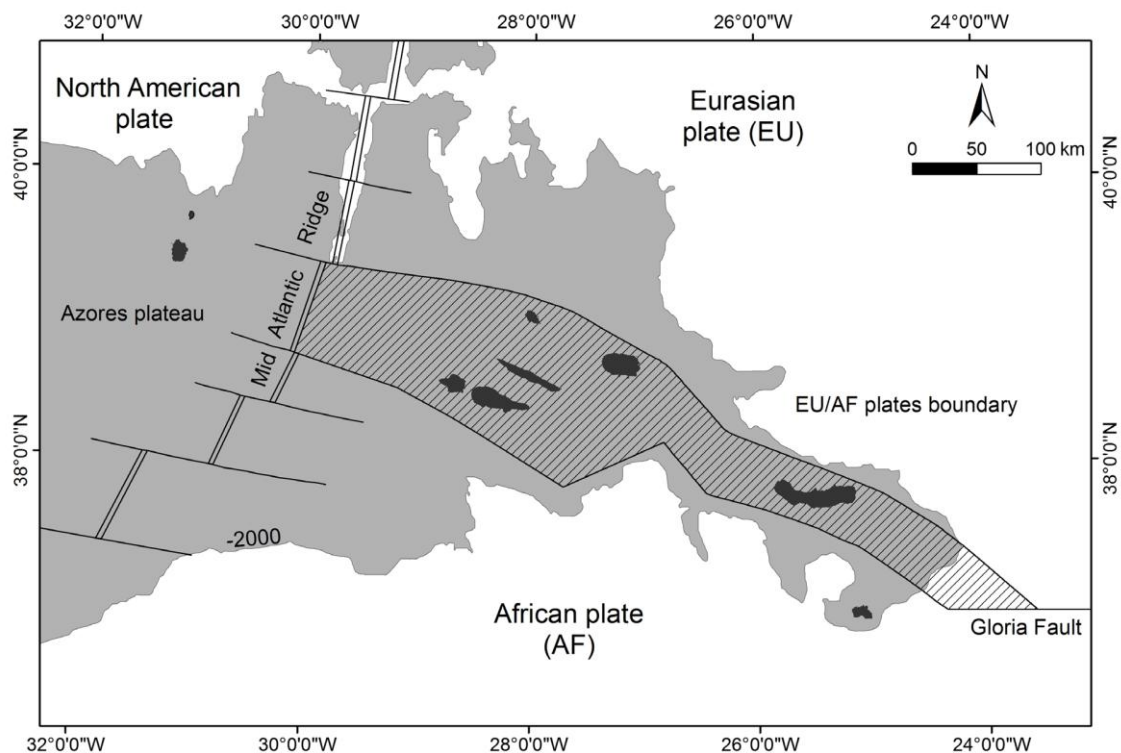 32°0'0"W 30°0'0"W 28°0'0"W 26°0'0"W 24°0'0"W
North American
plate
Eurasian
plate (EU)
N
0 50 100 km
40°0'0"N
40°0'0"N
Ridge
Atlantic
Mid
Azores plateau
EU/AF plates boundary
38°0'0"N
38°0'0"N
-2000
African plate
(AF)
Gloria Fault
32°0'0"W 30°0'0"W 28°0'0"W 26°0'0"W 24°0'0"W